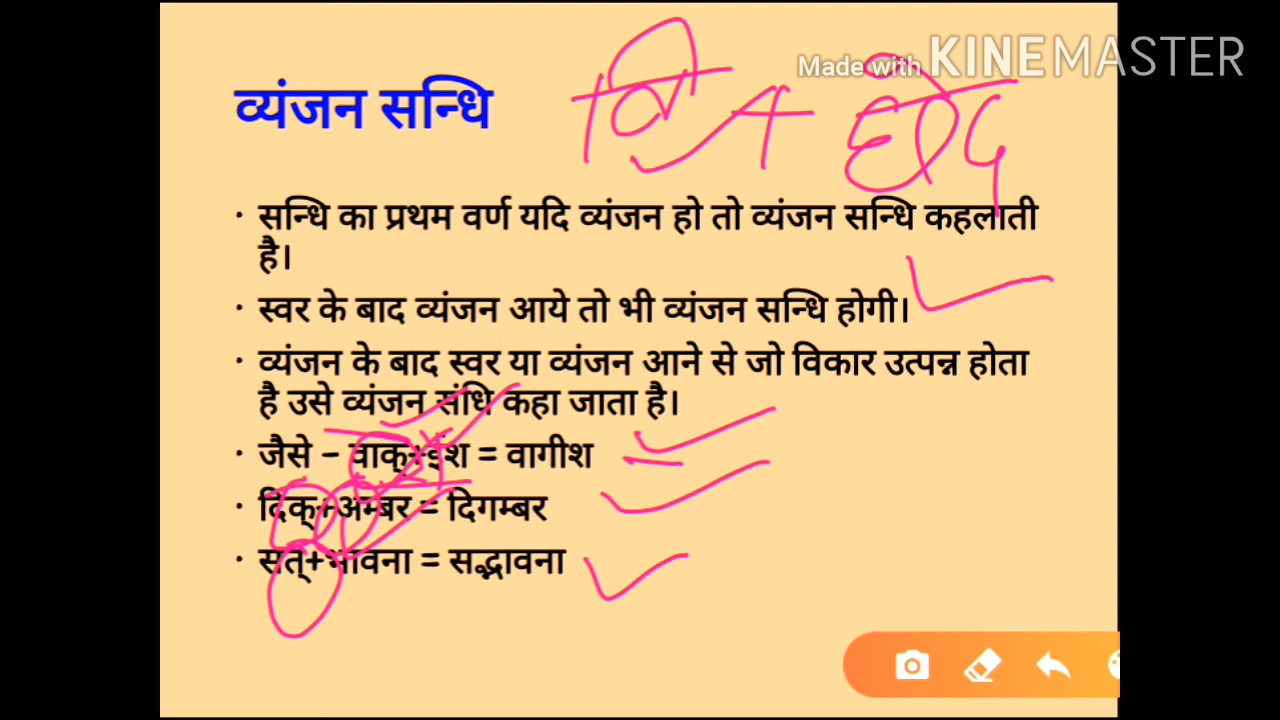 Made with KINEMASTER
व्यंजन सन्धि
वि + छेद
· सन्धि का प्रथम वर्ण यदि व्यंजन हो तो व्यंजन सन्धि कहलाती
है।
· स्वर के बाद व्यंजन आये तो भी व्यंजन सन्धि होगी।
· व्यंजन के बाद स्वर या व्यंजन आने से जो विकार उत्पन्न होता
है उसे व्यंजन संधि कहा जाता है।
· जैसे – वाक्+ईश = वागीश
· दिक्+अम्बर = दिगम्बर
· सत्+भावना = सद्भावना